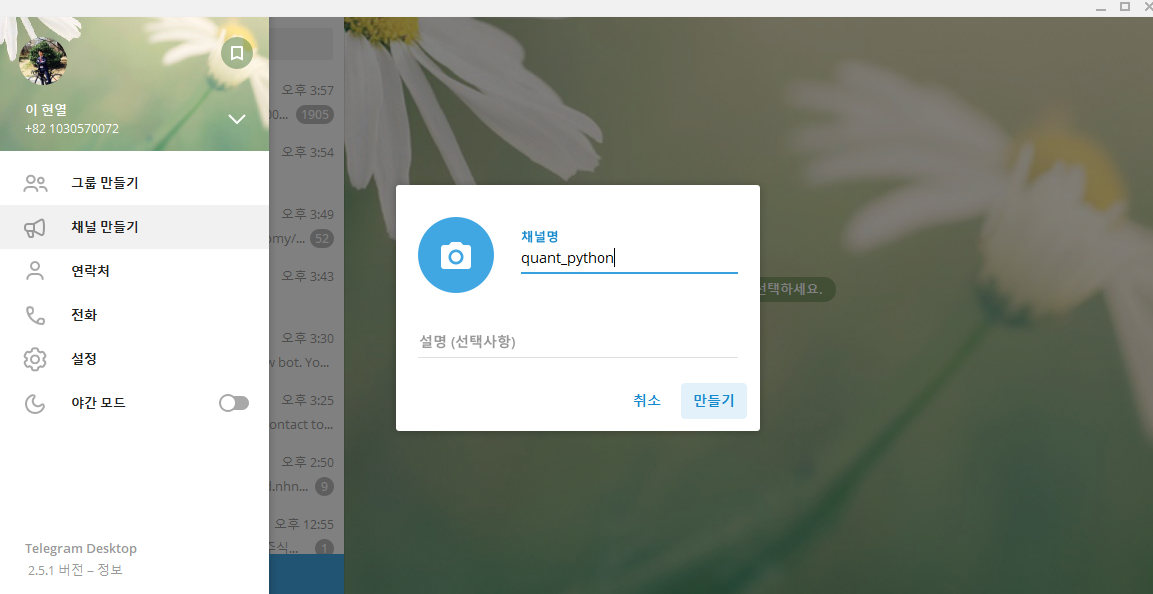 이 현열
+82 1030570072
그룹 만들기
채널 만들기
연락처
전화
설정
야간 모드
Telegram Desktop
2.5.1 버전 – 정보
오후 3:57
00... 1905
오후 3:54
오후 3:49
omy/... 52
오후 3:43
오후 3:30
w bot. Yo...
오후 3:25
ontact to...
오후 2:50
d.nhn... 9
오후 12:55
주식... 1
채널명
quant_python
설명 (선택사항)
취소
만들기
선택하세요.